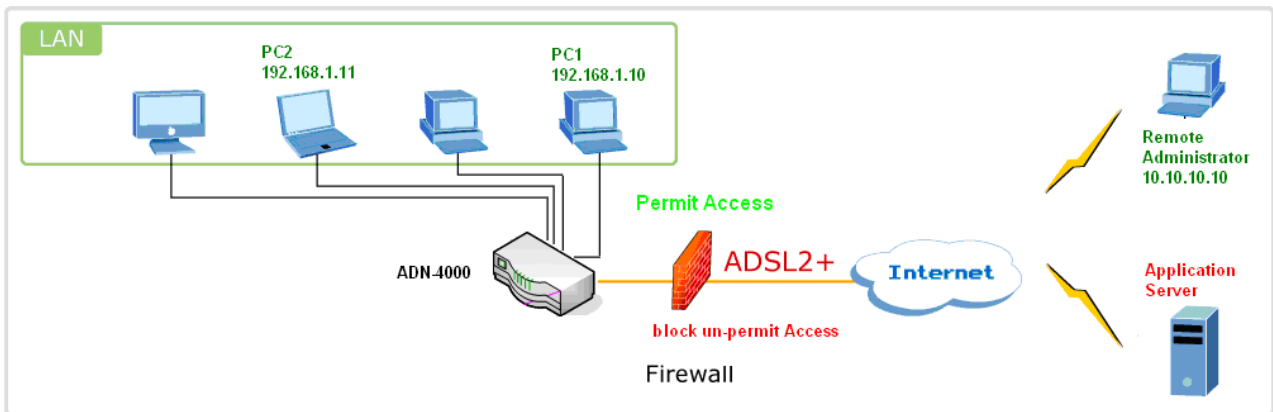 LAN
PC2
192.168.1.11
PC1
192.168.1.10
Remote
Administrator
10.10.10.10
Permit Access
ADN-4000
ADSL2+
Internet
Application
Server
block un-permit Access
Firewall